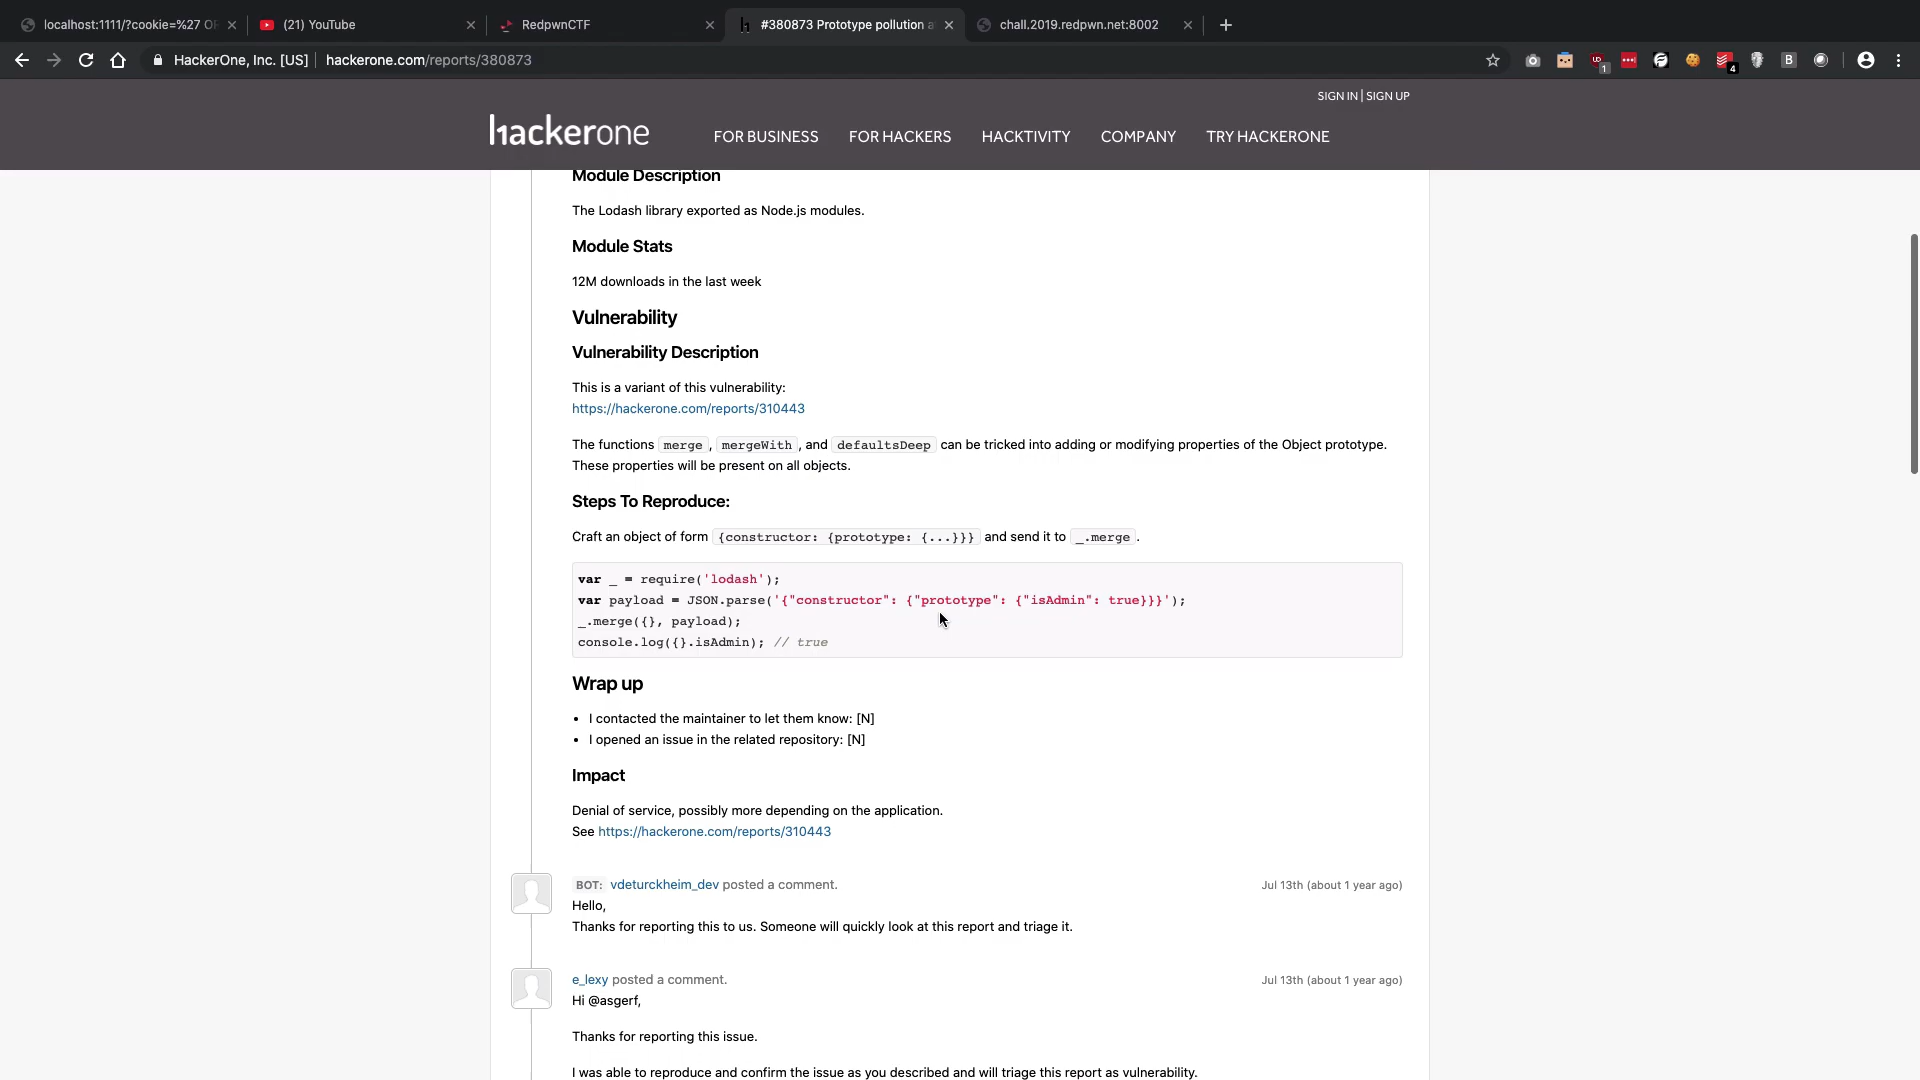 localhost:1111/?cookie=%27 OR
(21) YouTube
RedpwnCTF
#380873 Prototype pollution a
chall.2019.redpwn.net:8002
HackerOne, Inc. [US]
hackerone.com/reports/380873
1
4
B
SIGN IN | SIGN UP
hackerone
FOR BUSINESS
FOR HACKERS
HACKTIVITY
COMPANY
TRY HACKERONE
Module Description
The Lodash library exported as Node.js modules.
Module Stats
12M downloads in the last week
Vulnerability
Vulnerability Description
This is a variant of this vulnerability:
https://hackerone.com/reports/310443
The functions merge, mergeWith, and defaultsDeep can be tricked into adding or modifying properties of the Object prototype.
These properties will be present on all objects.
Steps To Reproduce:
Craft an object of form {constructor: {prototype: {...}}} and send it to _.merge.
var _ = require('lodash');
var payload = JSON.parse('{"constructor": {"prototype": {"isAdmin": true}}}');
_.merge({}, payload);
console.log({}.isAdmin); // true
Wrap up
• I contacted the maintainer to let them know: [N]
• I opened an issue in the related repository: [N]
Impact
Denial of service, possibly more depending on the application.
See https://hackerone.com/reports/310443
BOT: vdeturckheim_dev posted a comment.
Jul 13th (about 1 year ago)
Hello,
Thanks for reporting this to us. Someone will quickly look at this report and triage it.
e_lexy posted a comment.
Jul 13th (about 1 year ago)
Hi @asgerf,
Thanks for reporting this issue.
I was able to reproduce and confirm the issue as you described and will triage this report as vulnerability.